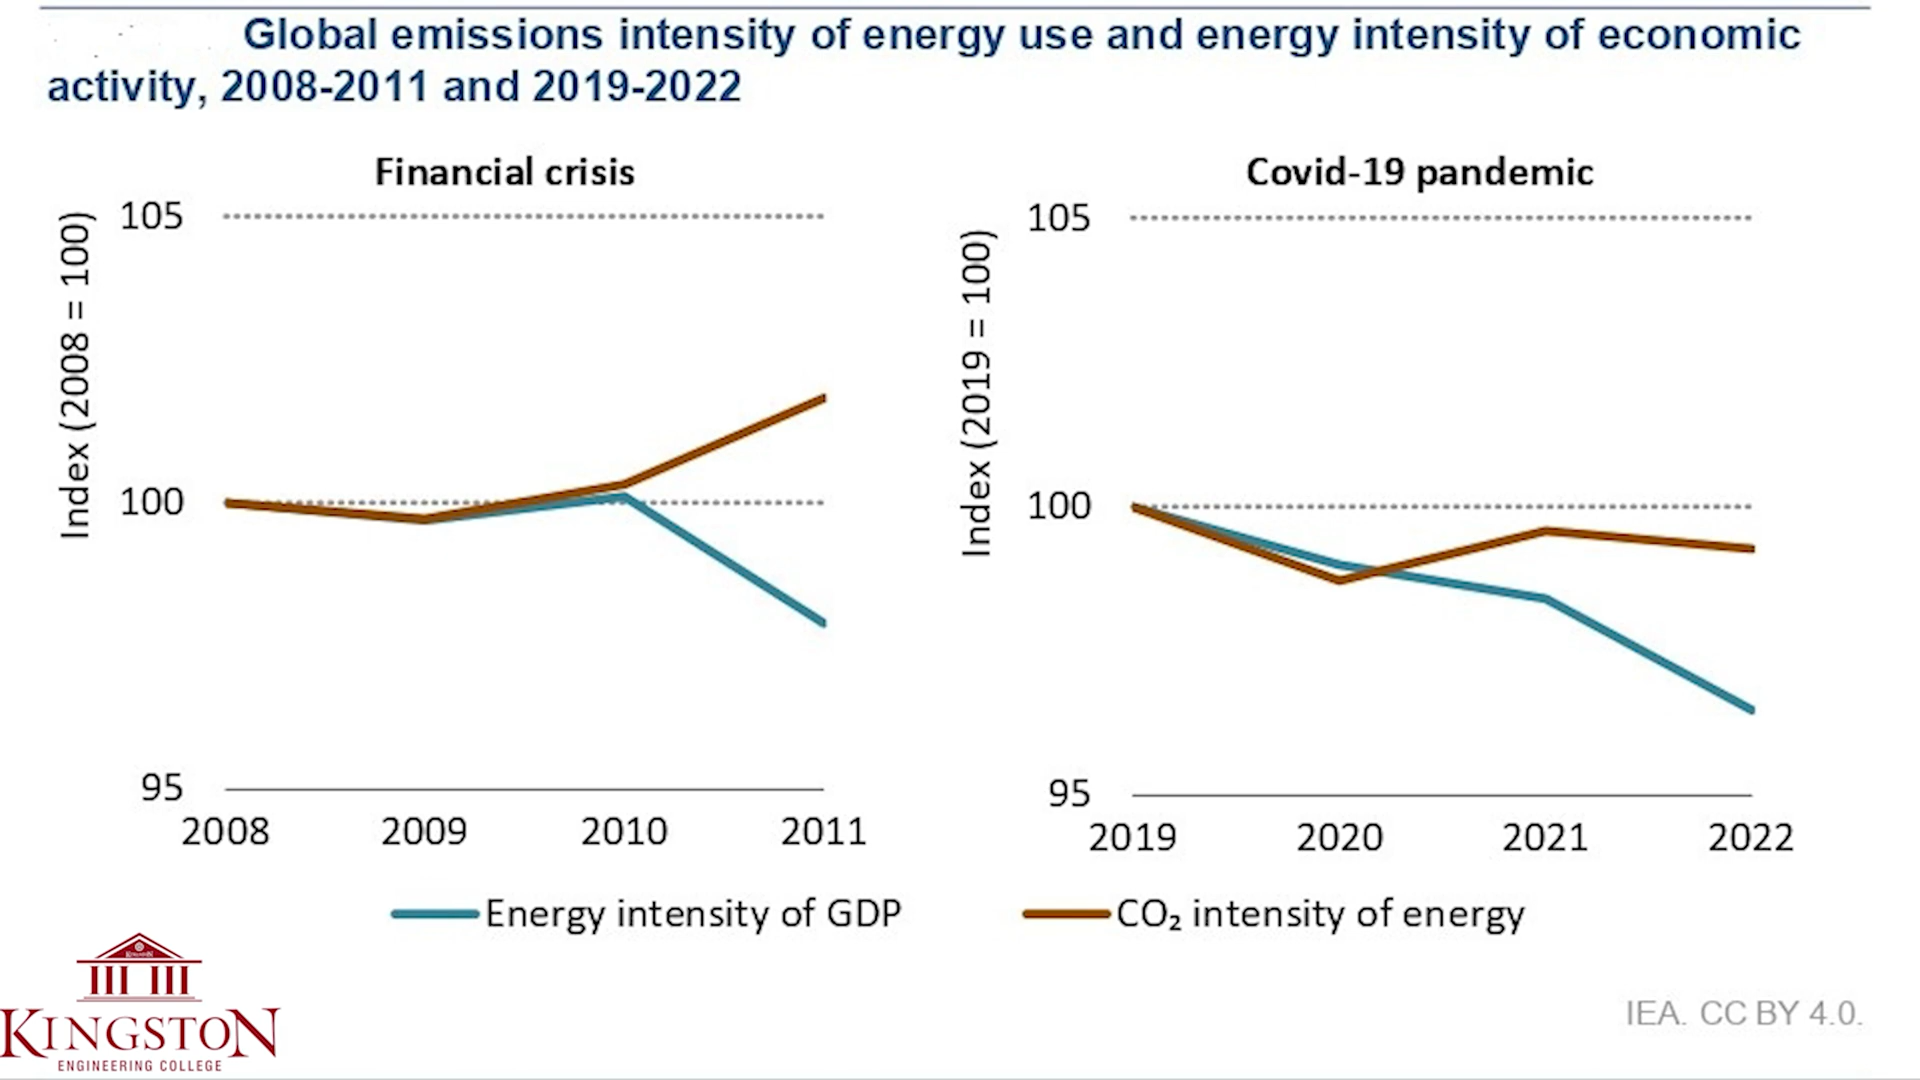 Global emissions intensity of energy use and energy intensity of economic
activity, 2008-2011 and 2019-2022
Financial crisis
Index (2008 = 100)
105
100
95
2008 2009 2010 2011
Covid-19 pandemic
Index (2019 = 100)
105
100
95
2019 2020 2021 2022
Energy intensity of GDP
CO₂ intensity of energy
KINGSTON
KINGSTON
ENGINEERING COLLEGE
IEA. CC BY 4.0.